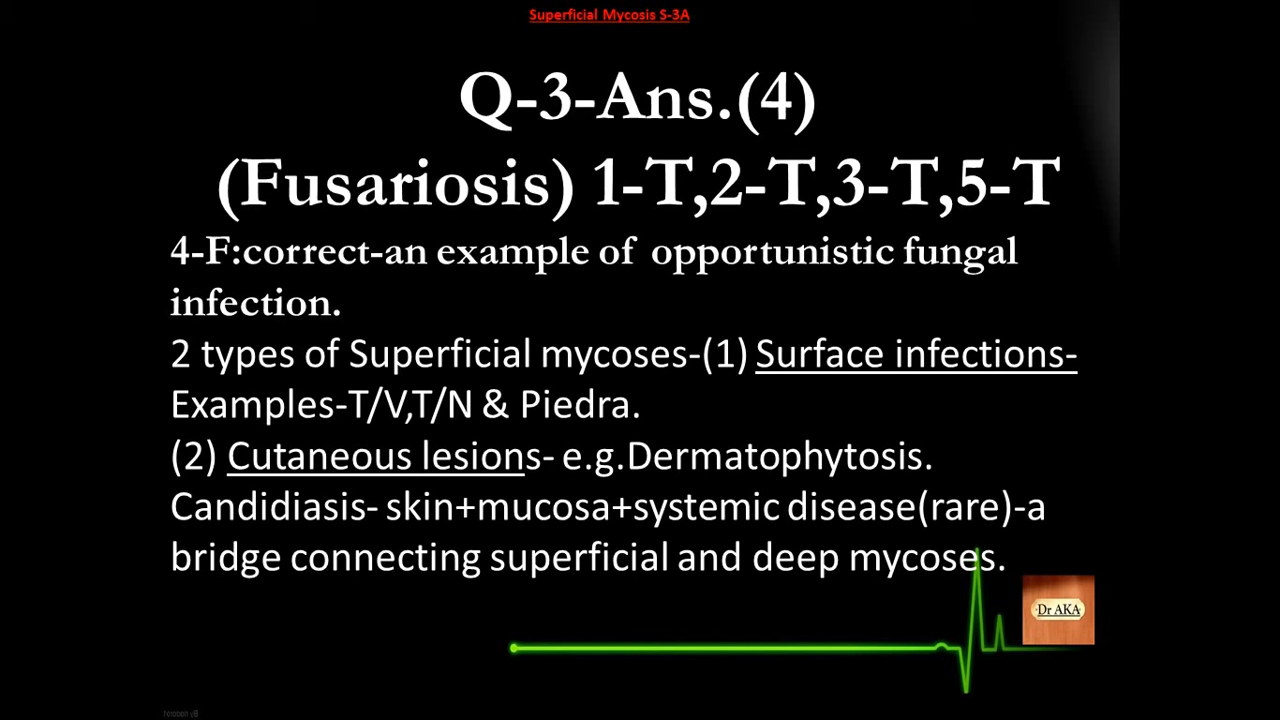 Superficial Mycosis S-3A
Q-3-Ans.(4)
(Fusariosis) 1-T,2-T,3-T,5-T
4-F:correct-an example of opportunistic fungal
infection.
2 types of Superficial mycoses-(1) Surface infections-
Examples-T/V,T/N & Piedra.
(2) Cutaneous lesions- e.g.Dermatophytosis.
Candidiasis- skin+mucosa+systemic disease(rare)-a
bridge connecting superficial and deep mycoses.
Dr AKA